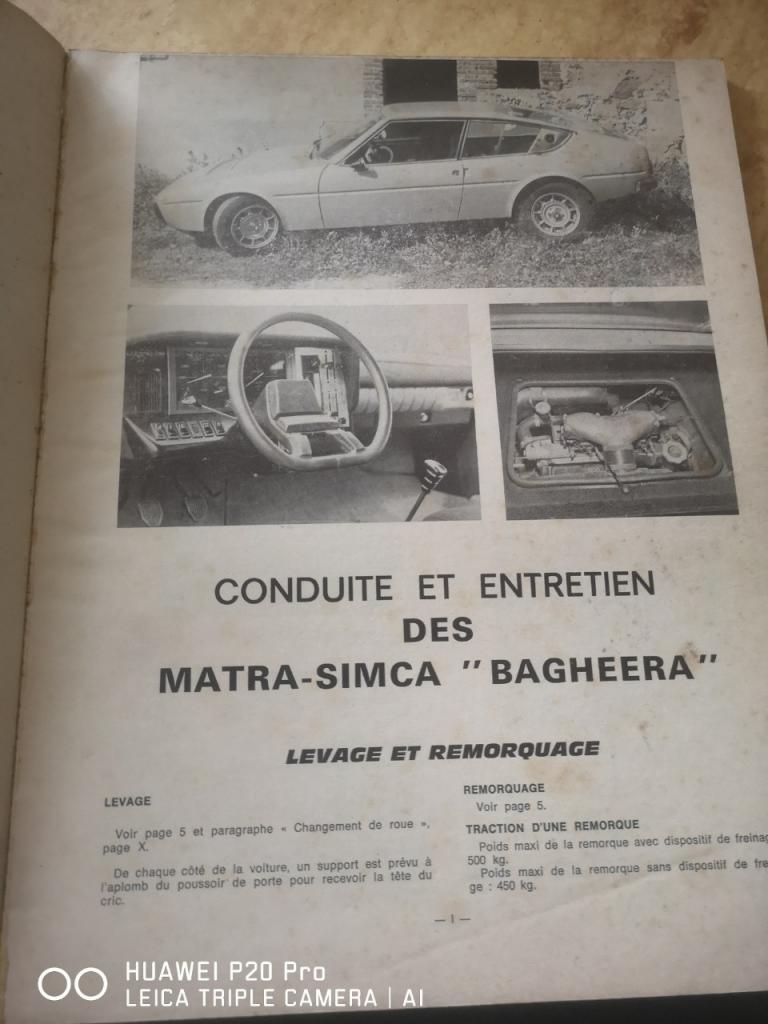 CONDUITE ET ENTRETIEN
DES
MATRA-SIMCA "BAGHEERA"
LEVAGE ET REMORQUAGE
LEVAGE
Voir page 5 et paragraphe « Changement de roue »,
page X.
De chaque côté de la voiture, un support est prévu à
l'aplomb du poussoir de porte pour recevoir la tête du
cric.
REMORQUAGE
Voir page 5.
TRACTION D'UNE REMORQUE
Poids maxi de la remorque avec dispositif de freinag
500 kg.
Poids maxi de la remorque sans dispositif de frei
ge : 450 kg.
— I —
HUAWEI P20 Pro
LEICA TRIPLE CAMERA | AI